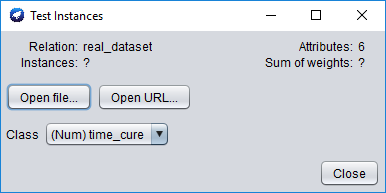 Test Instances
Relation: real_dataset Attributes: 6
Instances: ? Sum of weights: ?
Open file... Open URL...
Class (Num) time_cure
Close